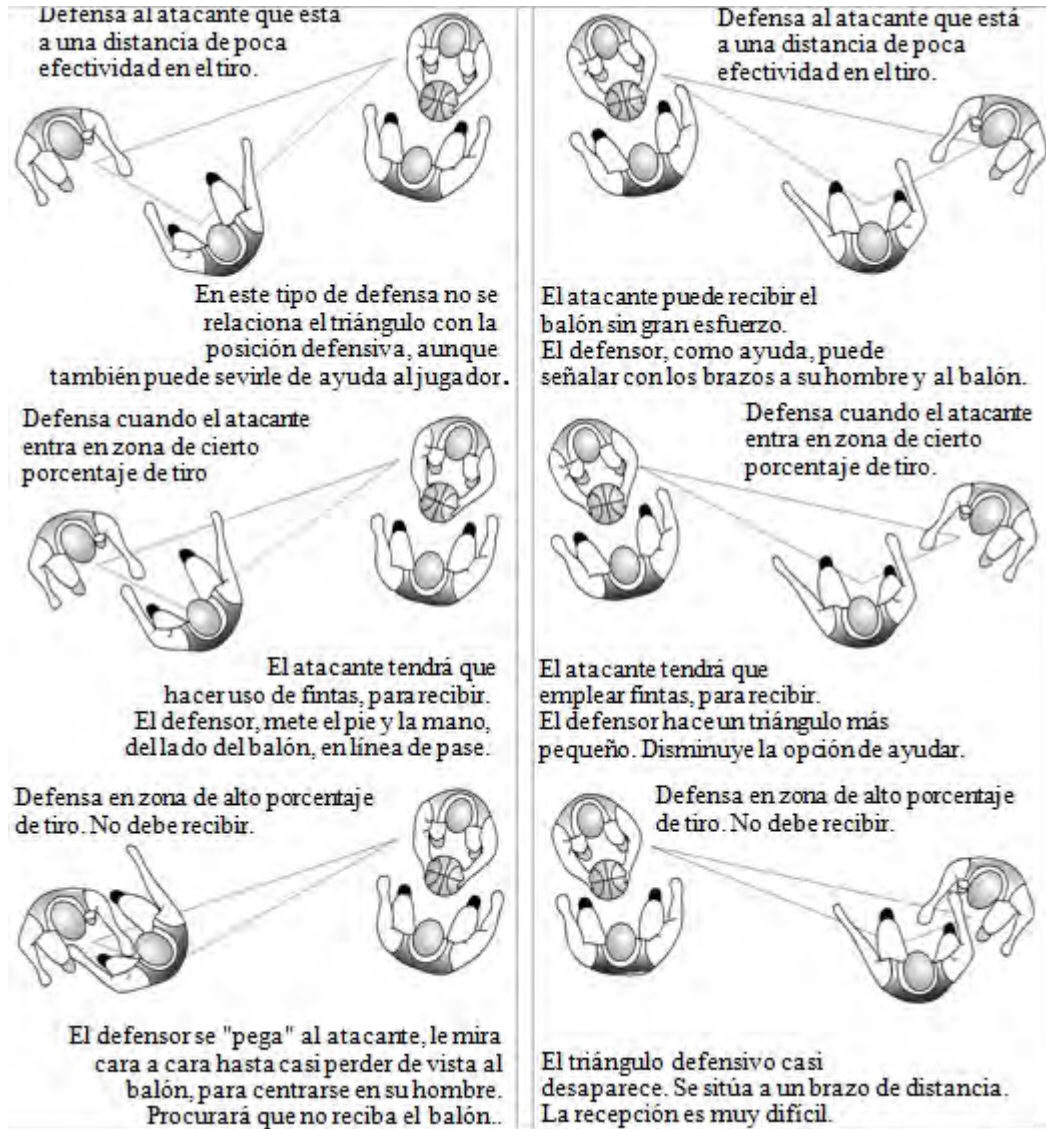 Defensa al atacante que está
a una distancia de poca
efectividad en el tiro.
En este tipo de defensa no se
relaciona el triángulo con la
posición defensiva, aunque
también puede sevirle de ayuda al jugador.
Defensa cuando el atacante
entra en zona de cierto
porcentaje de tiro
El atacante tendrá que
hacer uso de fintas, para recibir.
El defensor, mete el pie y la mano,
del lado del balón, en línea de pase.
Defensa en zona de alto porcentaje
de tiro. No debe recibir.
El defensor se "pega" al atacante, le mira
cara a cara hasta casi perder de vista al
balón, para centrarse en su hombre.
Procurará que no reciba el balón..
Defensa al atacante que está
a una distancia de poca
efectividad en el tiro.
El atacante puede recibir el
balón sin gran esfuerzo.
El defensor, como ayuda, puede
señalar con los brazos a su hombre y al balón.
Defensa cuando el atacante
entra en zona de cierto
porcentaje de tiro.
El atacante tendrá que
emplear fintas, para recibir.
El defensor hace un triángulo más
pequeño. Disminuye la opción de ayudar.
Defensa en zona de alto porcentaje
de tiro. No debe recibir.
El triángulo defensivo casi
desaparece. Se sitúa a un brazo de distancia.
La recepción es muy difícil.